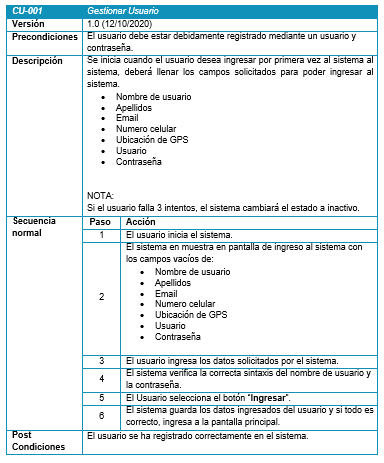 CU-001 Gestionar Usuario
Versión 1.0 (12/10/2020)
Precondiciones El usuario debe estar debidamente registrado mediante un usuario y
contraseña.
Descripción Se inicia cuando el usuario desea ingresar por primera vez al sistema al
sistema, deberá llenar los campos solicitados para poder ingresar al
sistema.
• Nombre de usuario
• Apellidos
• Email
• Numero celular
• Ubicación de GPS
• Usuario
• Contraseña
NOTA:
Si el usuario falla 3 intentos, el sistema cambiará el estado a inactivo.
Secuencia
normal
Paso Acción
1 El usuario inicia el sistema.
2 El sistema en muestra en pantalla de ingreso al sistema con
los campos vacíos de:
• Nombre de usuario
• Apellidos
• Email
• Numero celular
• Ubicación de GPS
• Usuario
• Contraseña
3 El usuario ingresa los datos solicitados por el sistema.
4 El sistema verifica la correcta sintaxis del nombre de usuario y
la contraseña.
5 El Usuario selecciona el botón “Ingresar”.
6 El sistema guarda los datos ingresados del usuario y si todo es
correcto, ingresa a la pantalla principal.
Post
Condiciones
El usuario se ha registrado correctamente en el sistema.